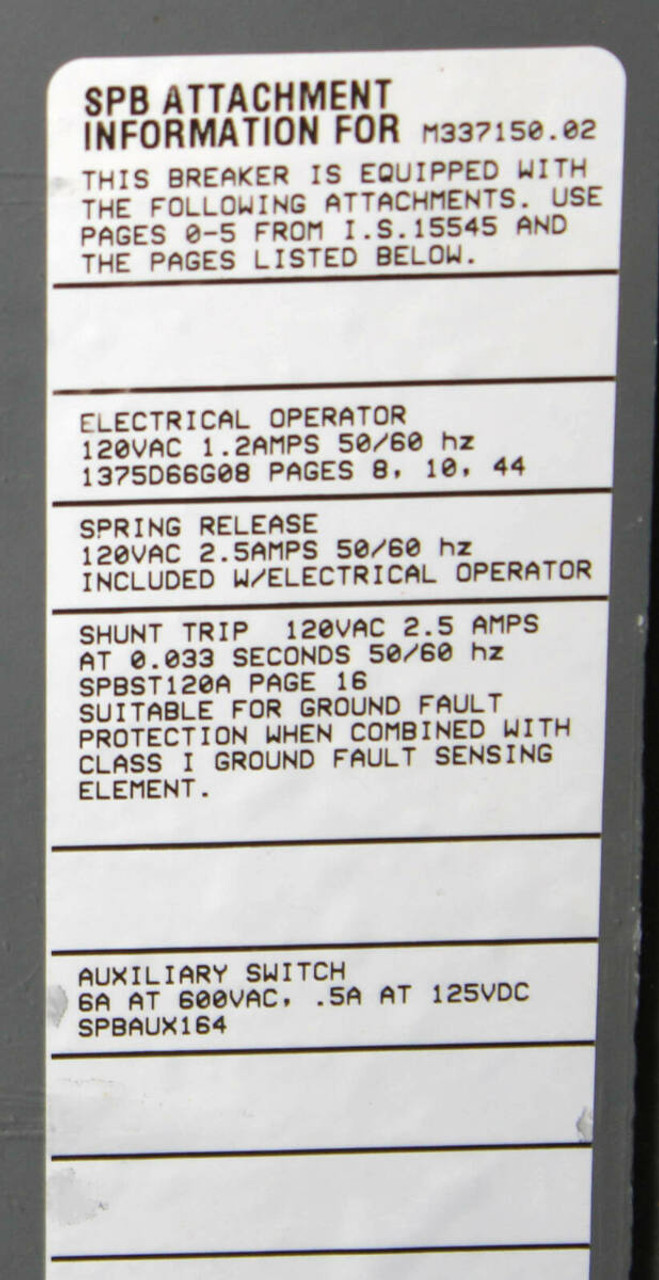 SPB ATTACHMENT
INFORMATION FOR M337150.02
THIS BREAKER IS EQUIPPED WITH
THE FOLLOWING ATTACHMENTS. USE
PAGES 0-5 FROM I.S.15545 AND
THE PAGES LISTED BELOW.
ELECTRICAL OPERATOR
120VAC 1.2AMPS 50/60 hz
1375D66G08 PAGES 8, 10, 44
SPRING RELEASE
120VAC 2.5AMPS 50/60 hz
INCLUDED W/ELECTRICAL OPERATOR
SHUNT TRIP 120VAC 2.5 AMPS
AT 0.033 SECONDS 50/60 hz
SPBST120A PAGE 16
SUITABLE FOR GROUND FAULT
PROTECTION WHEN COMBINED WITH
CLASS I GROUND FAULT SENSING
ELEMENT.
AUXILIARY SWITCH
6A AT 600VAC, .5A AT 125VDC
SPBAUX164